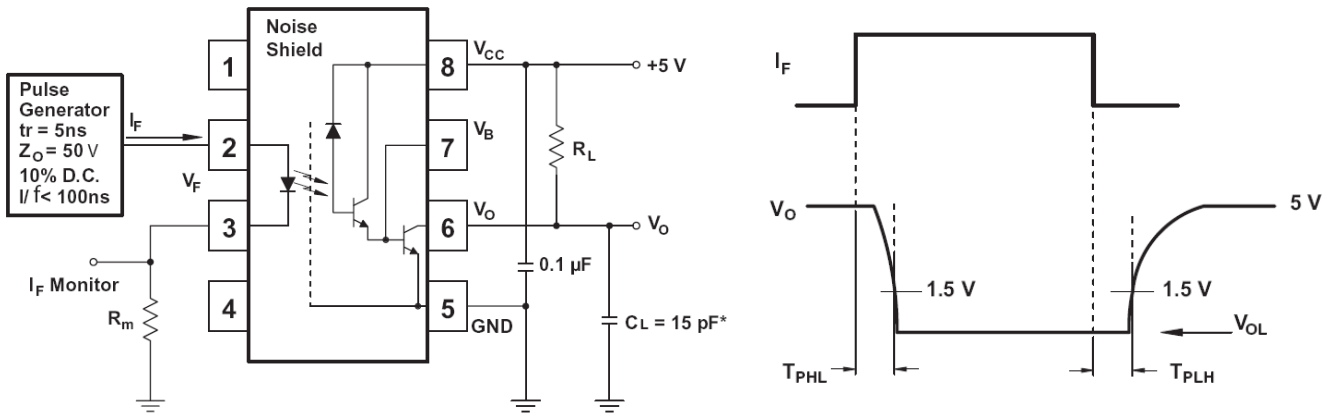 Noise
Shield
1
2
3
4
8
7
6
5
VCC
VB
VO
GND
+5 V
Pulse
Generator
tr = 5ns
ZO = 50 V
10% D.C.
I/ f< 100ns
IF
VF
IF Monitor
Rm
RL
VO
0.1 µF
CL = 15 pF*
IF
VO
5 V
1.5 V
1.5 V
VOL
TPHL
TPLH